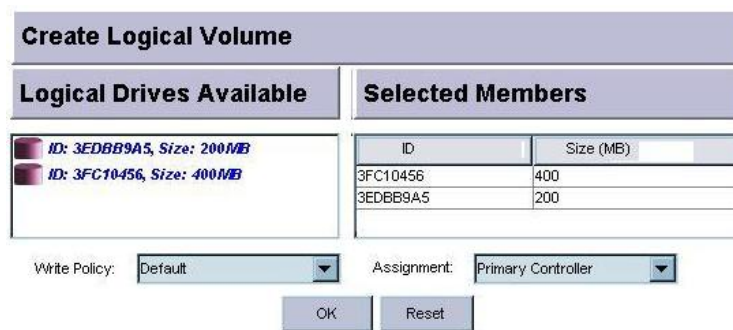 Create Logical Volume
Logical Drives Available
Selected Members
ID: 3EDBB9A5, Size: 200MB
ID: 3FC10456, Size: 400MB
ID Size (MB)
3FC10456 400
3EDBB9A5 200
Write Policy: Default
Assignment: Primary Controller
OK Reset